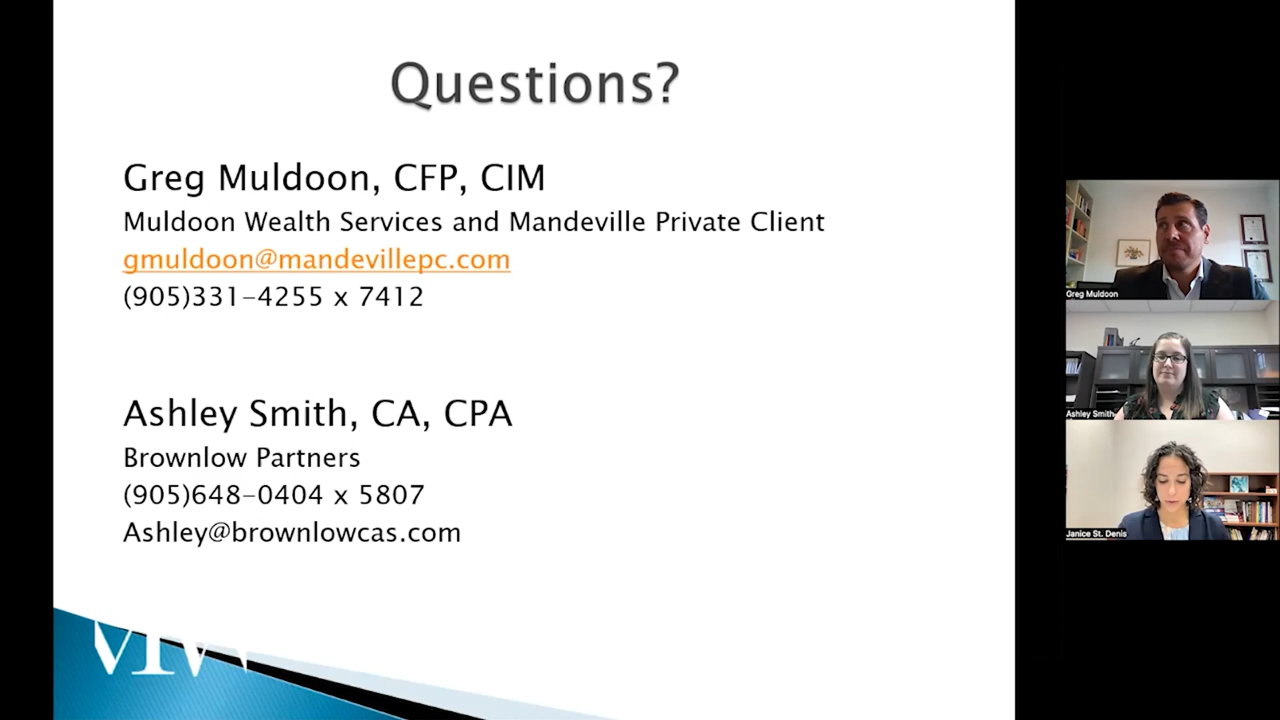 Questions?
Greg Muldoon, CFP, CIM
Muldoon Wealth Services and Mandeville Private Client
gmuldoon@mandevillepc.com
(905)331-4255 x 7412
Ashley Smith, CA, CPA
Brownlow Partners
(905)648-0404 x 5807
Ashley@brownlowcas.com
Greg Muldoon
Ashley Smith
Janice St. Denis